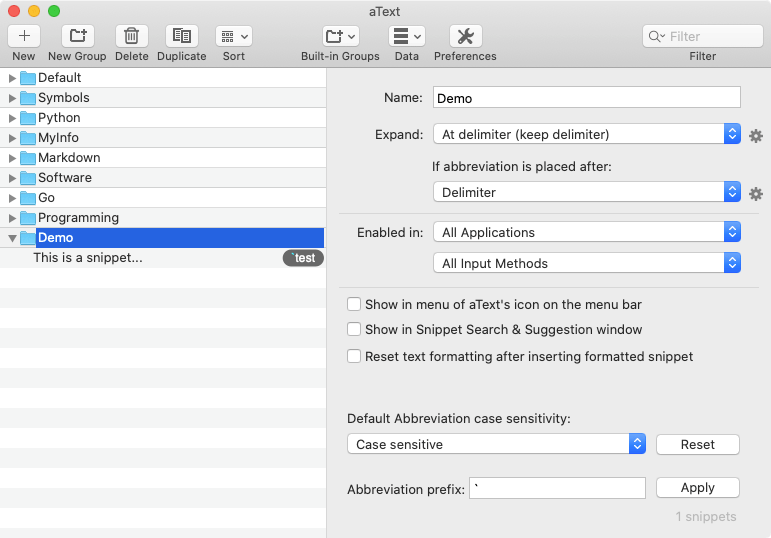 aText
New
New Group
Delete
Duplicate
Sort
Built-in Groups
Data
Preferences
Filter
Filter
Default
Symbols
Python
MyInfo
Markdown
Software
Go
Programming
Demo
This is a snippet... `test
Name: Demo
Expand: At delimiter (keep delimiter)
If abbreviation is placed after:
Delimiter
Enabled in: All Applications
All Input Methods
Show in menu of aText's icon on the menu bar
Show in Snippet Search & Suggestion window
Reset text formatting after inserting formatted snippet
Default Abbreviation case sensitivity:
Case sensitive Reset
Abbreviation prefix: ` Apply
1 snippets